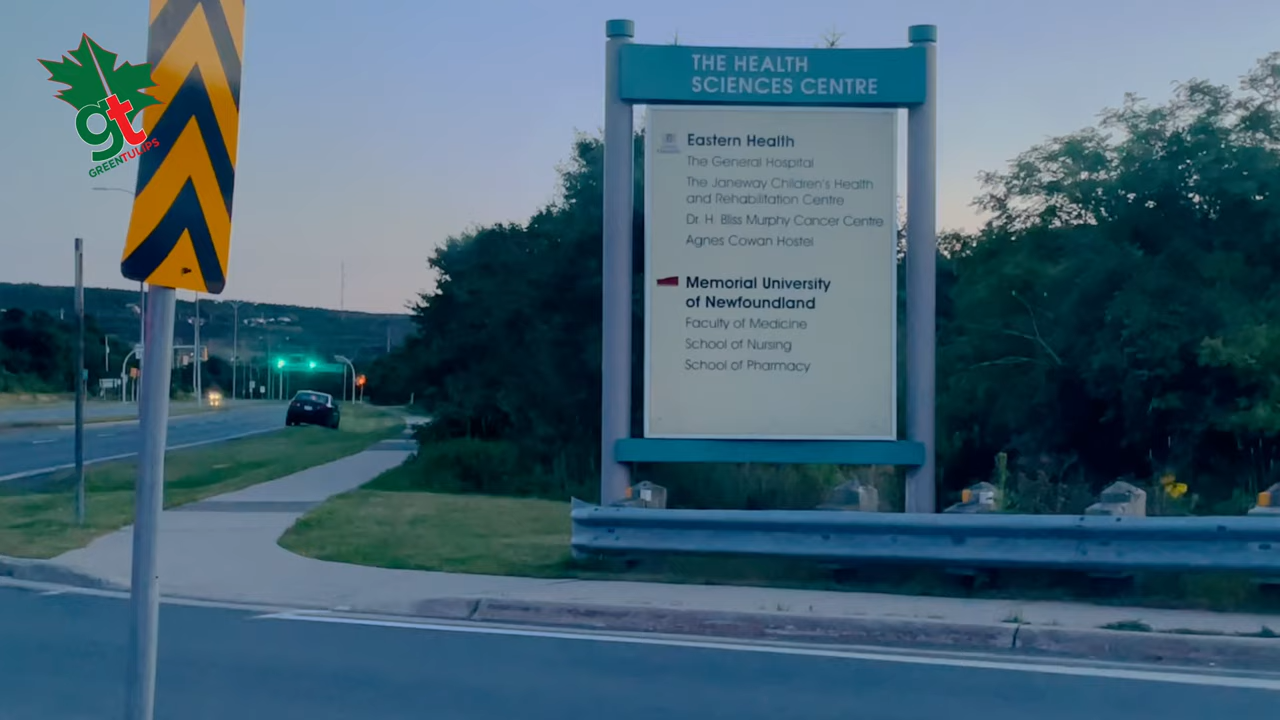 gt
GREENTULIPS
THE HEALTH
SCIENCES CENTRE
Eastern Health
The General Hospital
The Janeway Children's Health
and Rehabilitation Centre
Dr. H. Bliss Murphy Cancer Centre
Agnes Cowan Hostel
Memorial University
of Newfoundland
Faculty of Medicine
School of Nursing
School of Pharmacy